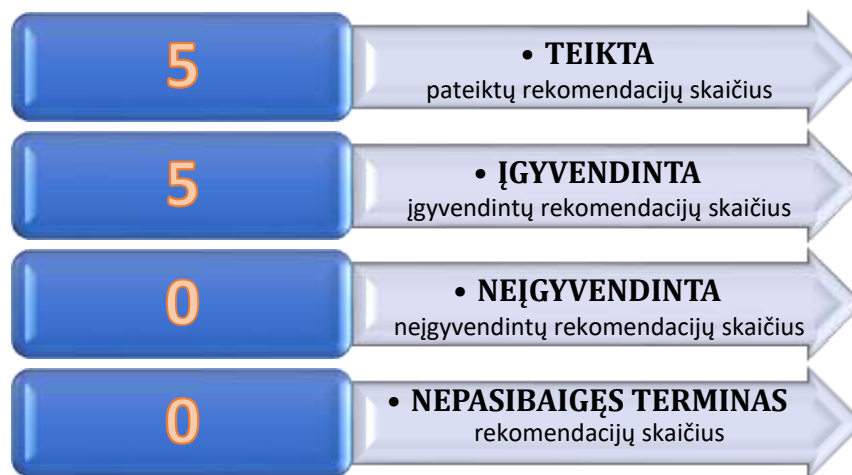 5
• TEIKTA
pateiktų rekomendacijų skaičius
5
• ĮGYVENDINTA
įgyvendintų rekomendacijų skaičius
0
• NEĮGYVENDINTA
neįgyvendintų rekomendacijų skaičius
0
• NEPASIBAIGĘS TERMINAS
rekomendacijų skaičius